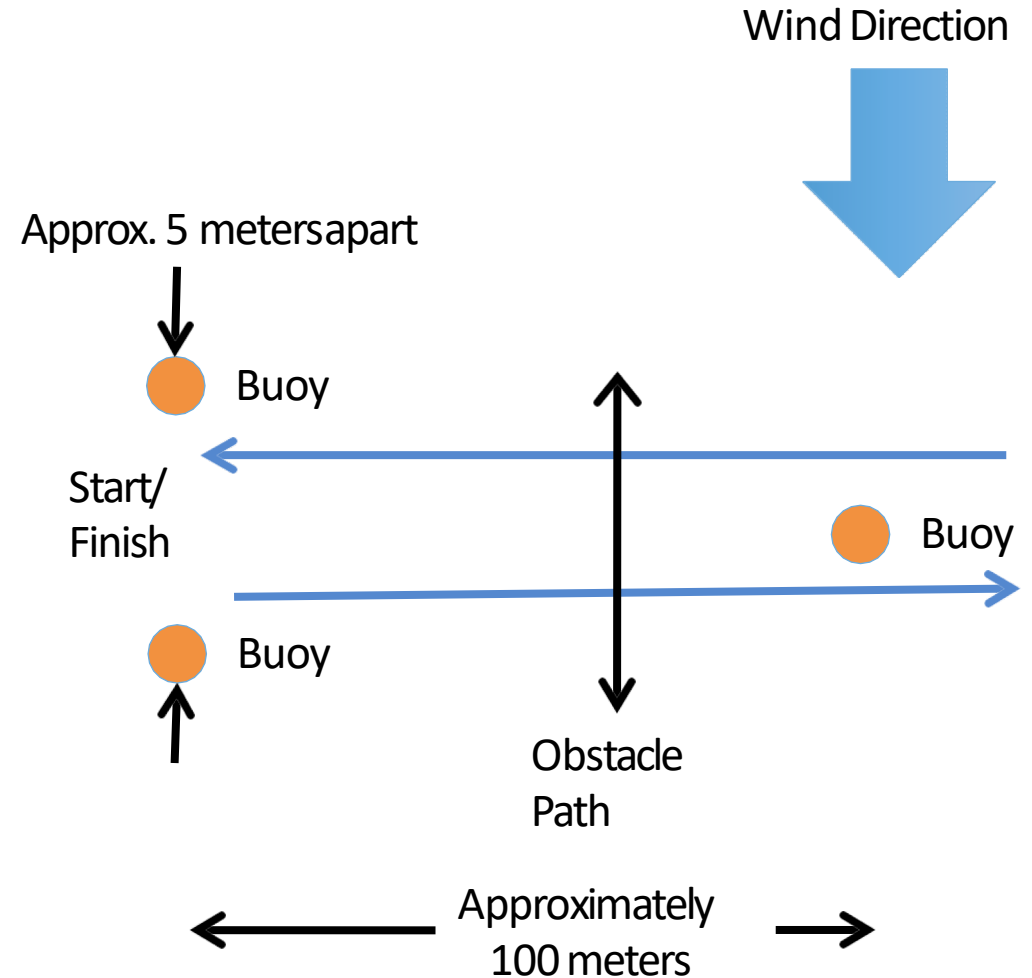 Wind Direction
Approx. 5 metersapart
Buoy
Start/
Finish
Buoy
Buoy
Obstacle
Path
Approximately
100 meters